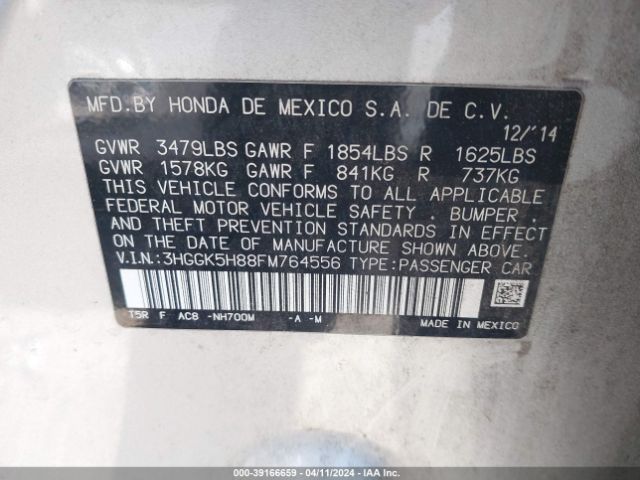 MFD.BY HONDA DE MEXICO S.A. DE C.V.
12/'14
GVWR 3479LBS GAWR F 1854LBS R 1625LBS
GVWR 1578KG GAWR F 841KG R 737KG
THIS VEHICLE CONFORMS TO ALL APPLICABLE
FEDERAL MOTOR VEHICLE SAFETY . BUMPER .
AND THEFT PREVENTION STANDARDS IN EFFECT
ON THE DATE OF MANUFACTURE SHOWN ABOVE.
V.I.N.:3HGGK5H88FM764556 TYPE:PASSENGER CAR
T5R F AC8 -NH700M -A -M
MADE IN MEXICO
000-39166659 - 04/11/2024 - IAA Inc.